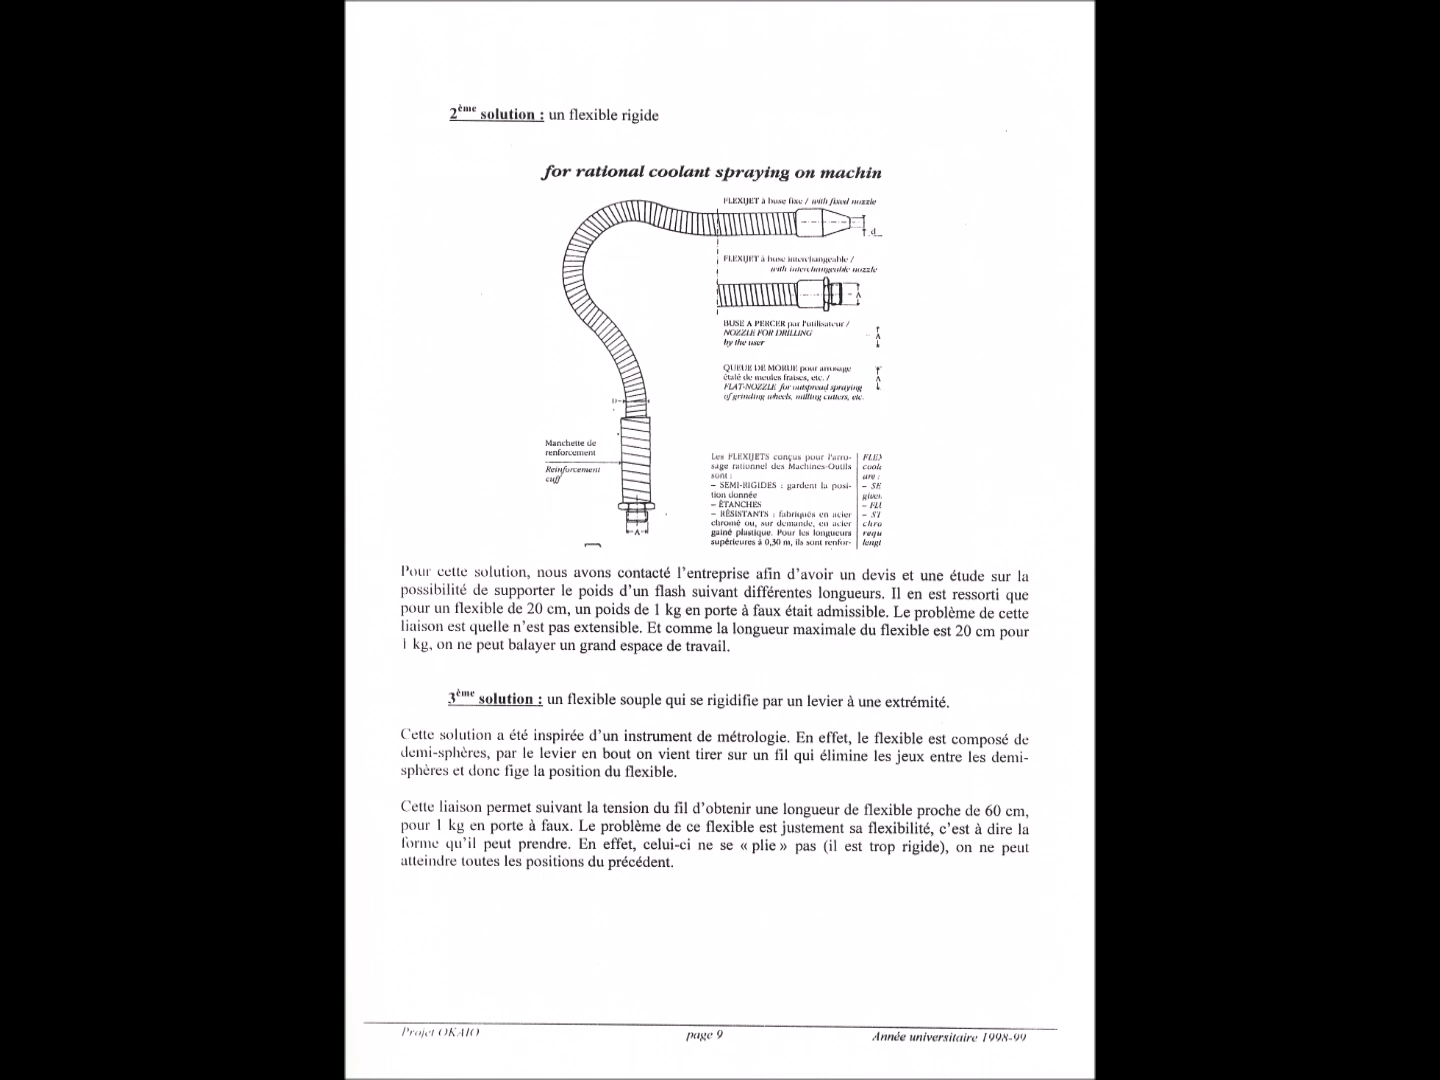 2ème solution : un flexible rigide
for rational coolant spraying on machin
FLEXIJET à buse fixe / with fixed nozzle
d
FLEXIJET à buse interchangeable /
with interchangeable nozzle
A
BUSE A PERCER par l'utilisateur /
NOZZLE FOR DRILLING
by the user
A
QUEUE DE MORUE pour arrosage
étalé de meules fraises, etc. /
FLAT-NOZZLE for outspread spraying
of grinding wheels, milling cutters, etc.
A
D
Manchette de
renforcement
Reinforcement
cuff
A
Les FLEXIJETS conçus pour l'arro-
sage rationnel des Machines-Outils
sont :
– SEMI-RIGIDES : gardent la posi-
tion donnée
– ÉTANCHES
– RÉSISTANTS : fabriqués en acier
chromé ou, sur demande, en acier
gainé plastique. Pour les longueurs
supérieures à 0,30 m, ils sont renfor-
FLEX
coola
are :
– SE
given
– FLU
– ST
chro
requ
lengt
Pour cette solution, nous avons contacté l'entreprise afin d'avoir un devis et une étude sur la
possibilité de supporter le poids d'un flash suivant différentes longueurs. Il en est ressorti que
pour un flexible de 20 cm, un poids de 1 kg en porte à faux était admissible. Le problème de cette
liaison est quelle n'est pas extensible. Et comme la longueur maximale du flexible est 20 cm pour
1 kg, on ne peut balayer un grand espace de travail.
3ème solution : un flexible souple qui se rigidifie par un levier à une extrémité.
Cette solution a été inspirée d'un instrument de métrologie. En effet, le flexible est composé de
demi-sphères, par le levier en bout on vient tirer sur un fil qui élimine les jeux entre les demi-
sphères et donc fige la position du flexible.
Cette liaison permet suivant la tension du fil d'obtenir une longueur de flexible proche de 60 cm,
pour 1 kg en porte à faux. Le problème de ce flexible est justement sa flexibilité, c'est à dire la
forme qu'il peut prendre. En effet, celui-ci ne se « plie » pas (il est trop rigide), on ne peut
atteindre toutes les positions du précédent.
Projet OKAIO
page 9
Année universitaire 1998-99